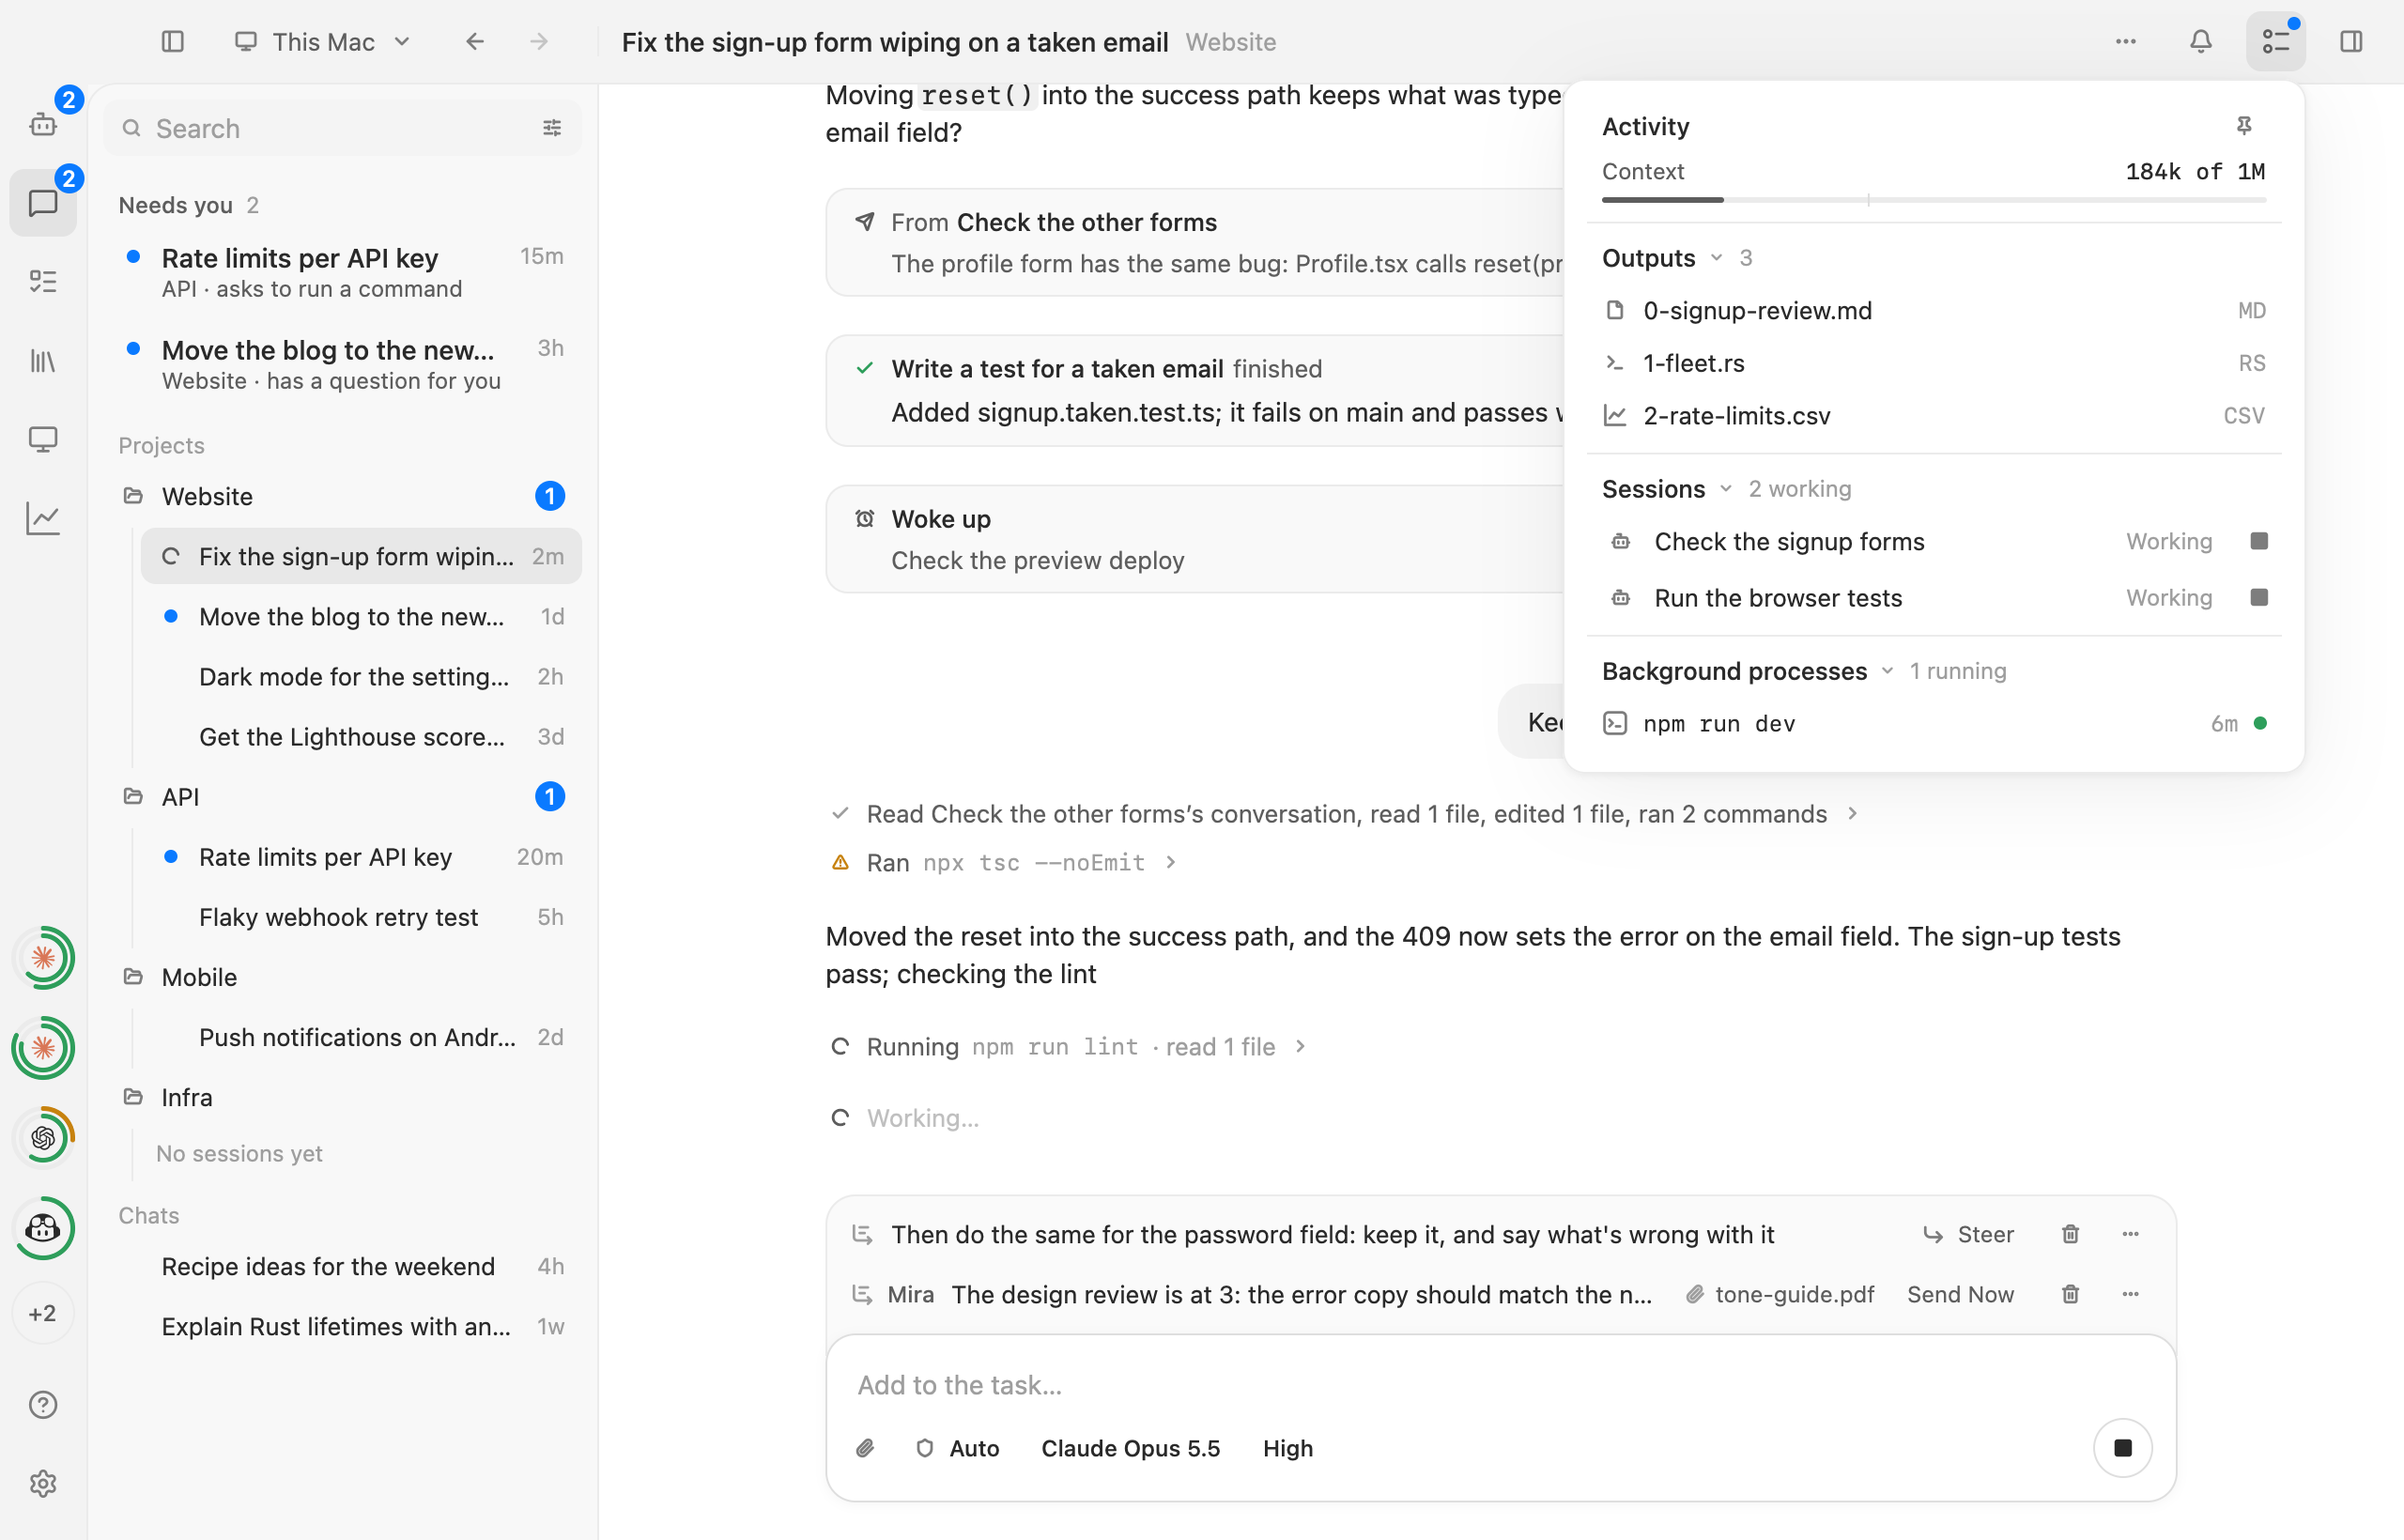 This Mac
Fix the sign-up form wiping on a taken email Website
2
2
Search
Needs you 2
Rate limits per API key 15m
API · asks to run a command
Move the blog to the new... 3h
Website · has a question for you
Projects
Website 1
Fix the sign-up form wipin... 2m
Move the blog to the new... 1d
Dark mode for the setting... 2h
Get the Lighthouse score... 3d
API 1
Rate limits per API key 20m
Flaky webhook retry test 5h
Mobile
Push notifications on Andr... 2d
Infra
No sessions yet
Chats
Recipe ideas for the weekend 4h
Explain Rust lifetimes with an... 1w
+2
Moving reset() into the success path keeps what was type
email field?
From Check the other forms
The profile form has the same bug: Profile.tsx calls reset(pr
Write a test for a taken email finished
Added signup.taken.test.ts; it fails on main and passes
Woke up
Check the preview deploy
Kee
Read Check the other forms’s conversation, read 1 file, edited 1 file, ran 2 commands
Ran npx tsc --noEmit
Moved the reset into the success path, and the 409 now sets the error on the email field. The sign-up tests
pass; checking the lint
Running npm run lint · read 1 file
Working...
Then do the same for the password field: keep it, and say what's wrong with it Steer
Mira The design review is at 3: the error copy should match the n... tone-guide.pdf Send Now
Add to the task...
Auto Claude Opus 5.5 High
Activity
Context 184k of 1M
Outputs 3
0-signup-review.md MD
1-fleet.rs RS
2-rate-limits.csv CSV
Sessions 2 working
Check the signup forms Working
Run the browser tests Working
Background processes 1 running
npm run dev 6m